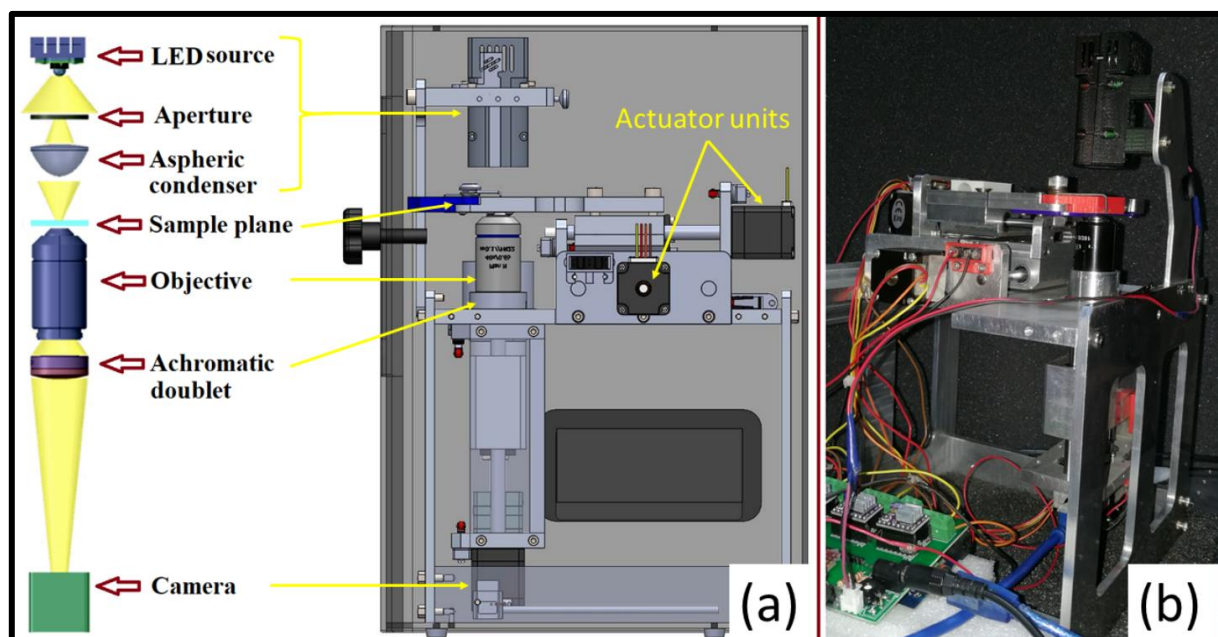 LED source
Aperture
Aspheric
condenser
Sample plane
Objective
Achromatic
doublet
Camera
Actuator units
(a)
(b)